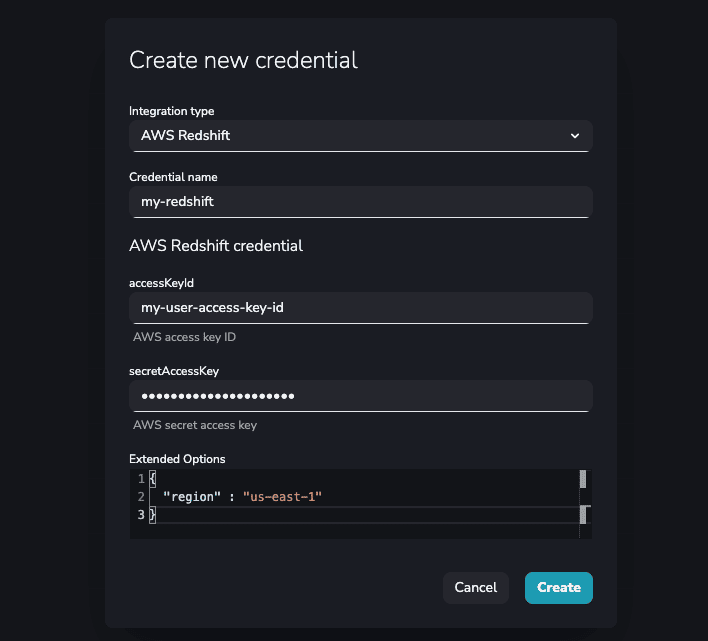 Create new credential
Integration type
AWS Redshift
Credential name
my-redshift
AWS Redshift credential
accessKeyId
my-user-access-key-id
AWS access key ID
secretAccessKey
•••••••••••••••••••••
AWS secret access key
Extended Options
1 {
2 "region" : "us-east-1"
3 }
Cancel Create